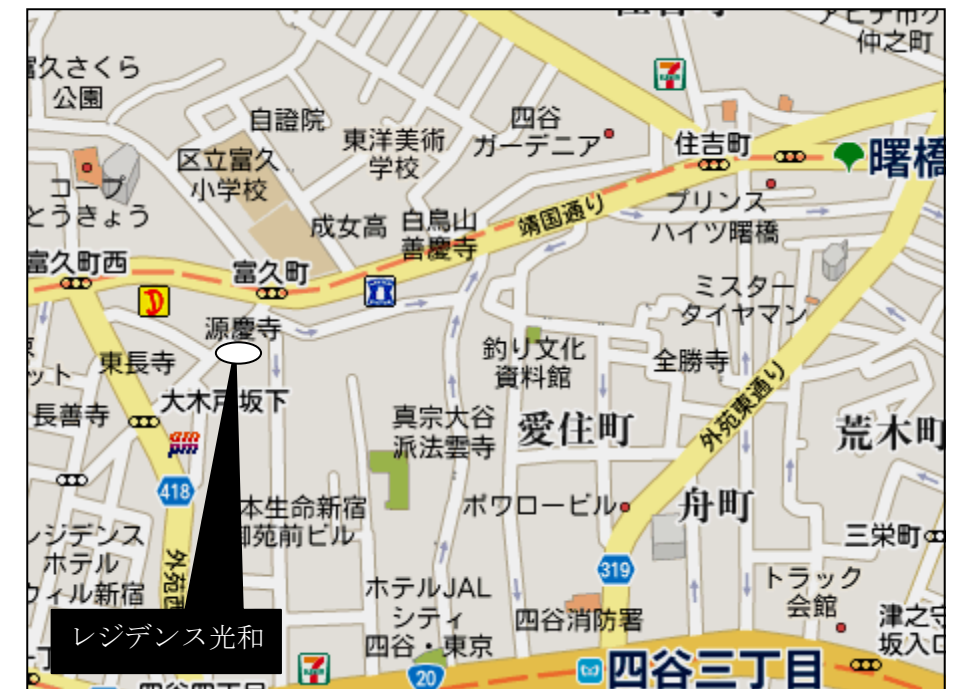 仲之町
富久さくら
公園
自證院
東洋美術
学校
四谷
ガーデニア
住吉町
曙橋
区立富久
小学校
コープ
とうきょう
成女高
白鳥山
善慶寺
靖国通り
プリンス
ハイツ曙橋
富久町西
富久町
ミスター
タイヤマン
源慶寺
釣り文化
資料館
全勝寺
東長寺
ット
長善寺
大木戸坂下
真宗大谷
派法雲寺
愛住町
外苑東通り
荒木町
am
pm
418
本生命新宿
御苑前ビル
ポワロービル
舟町
三栄町
レジデンス
ホテル
ウィル新宿
外苑西
319
トラック
会館
ホテルJAL
シティ
四谷・東京
四谷消防署
津之守
坂入口
レジデンス光和
20
四谷三丁目
四谷四丁目